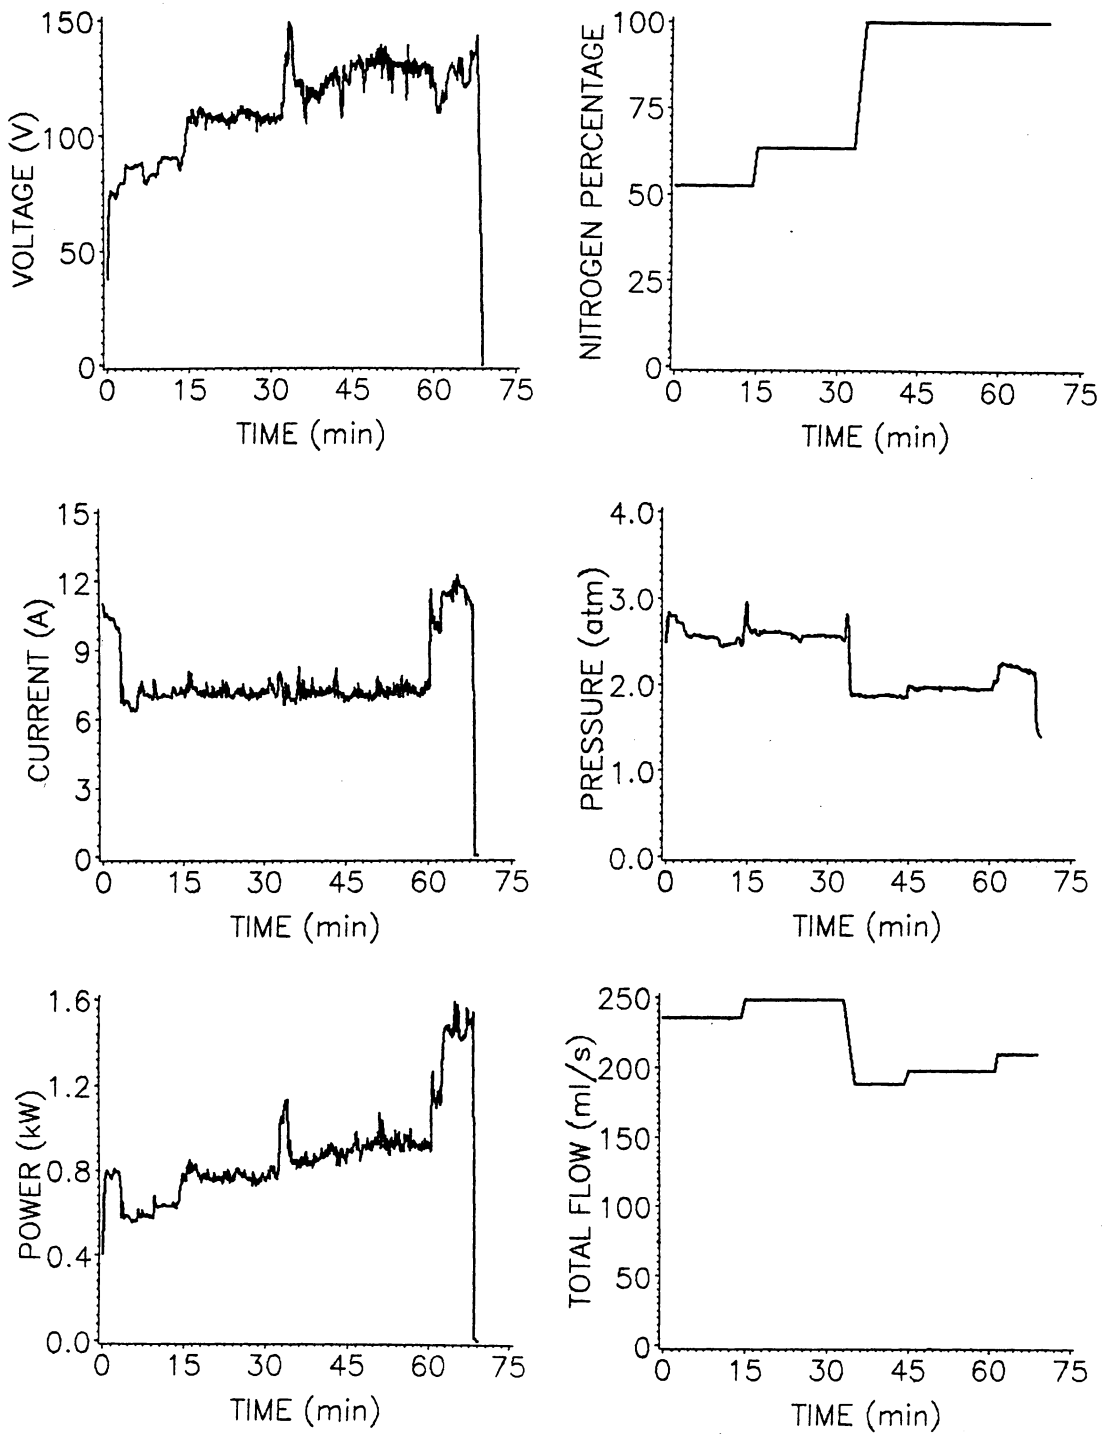 VOLTAGE (V)
150
100
50
0
0 15 30 45 60 75
TIME (min)
NITROGEN PERCENTAGE
100
75
50
25
0
0 15 30 45 60 75
TIME (min)
CURRENT (A)
15
12
9
6
3
0
0 15 30 45 60 75
TIME (min)
PRESSURE (atm)
4.0
3.0
2.0
1.0
0.0
0 15 30 45 60 75
TIME (min)
POWER (kW)
1.6
1.2
0.8
0.4
0.0
0 15 30 45 60 75
TIME (min)
TOTAL FLOW (ml/s)
250
200
150
100
50
0
0 15 30 45 60 75
TIME (min)